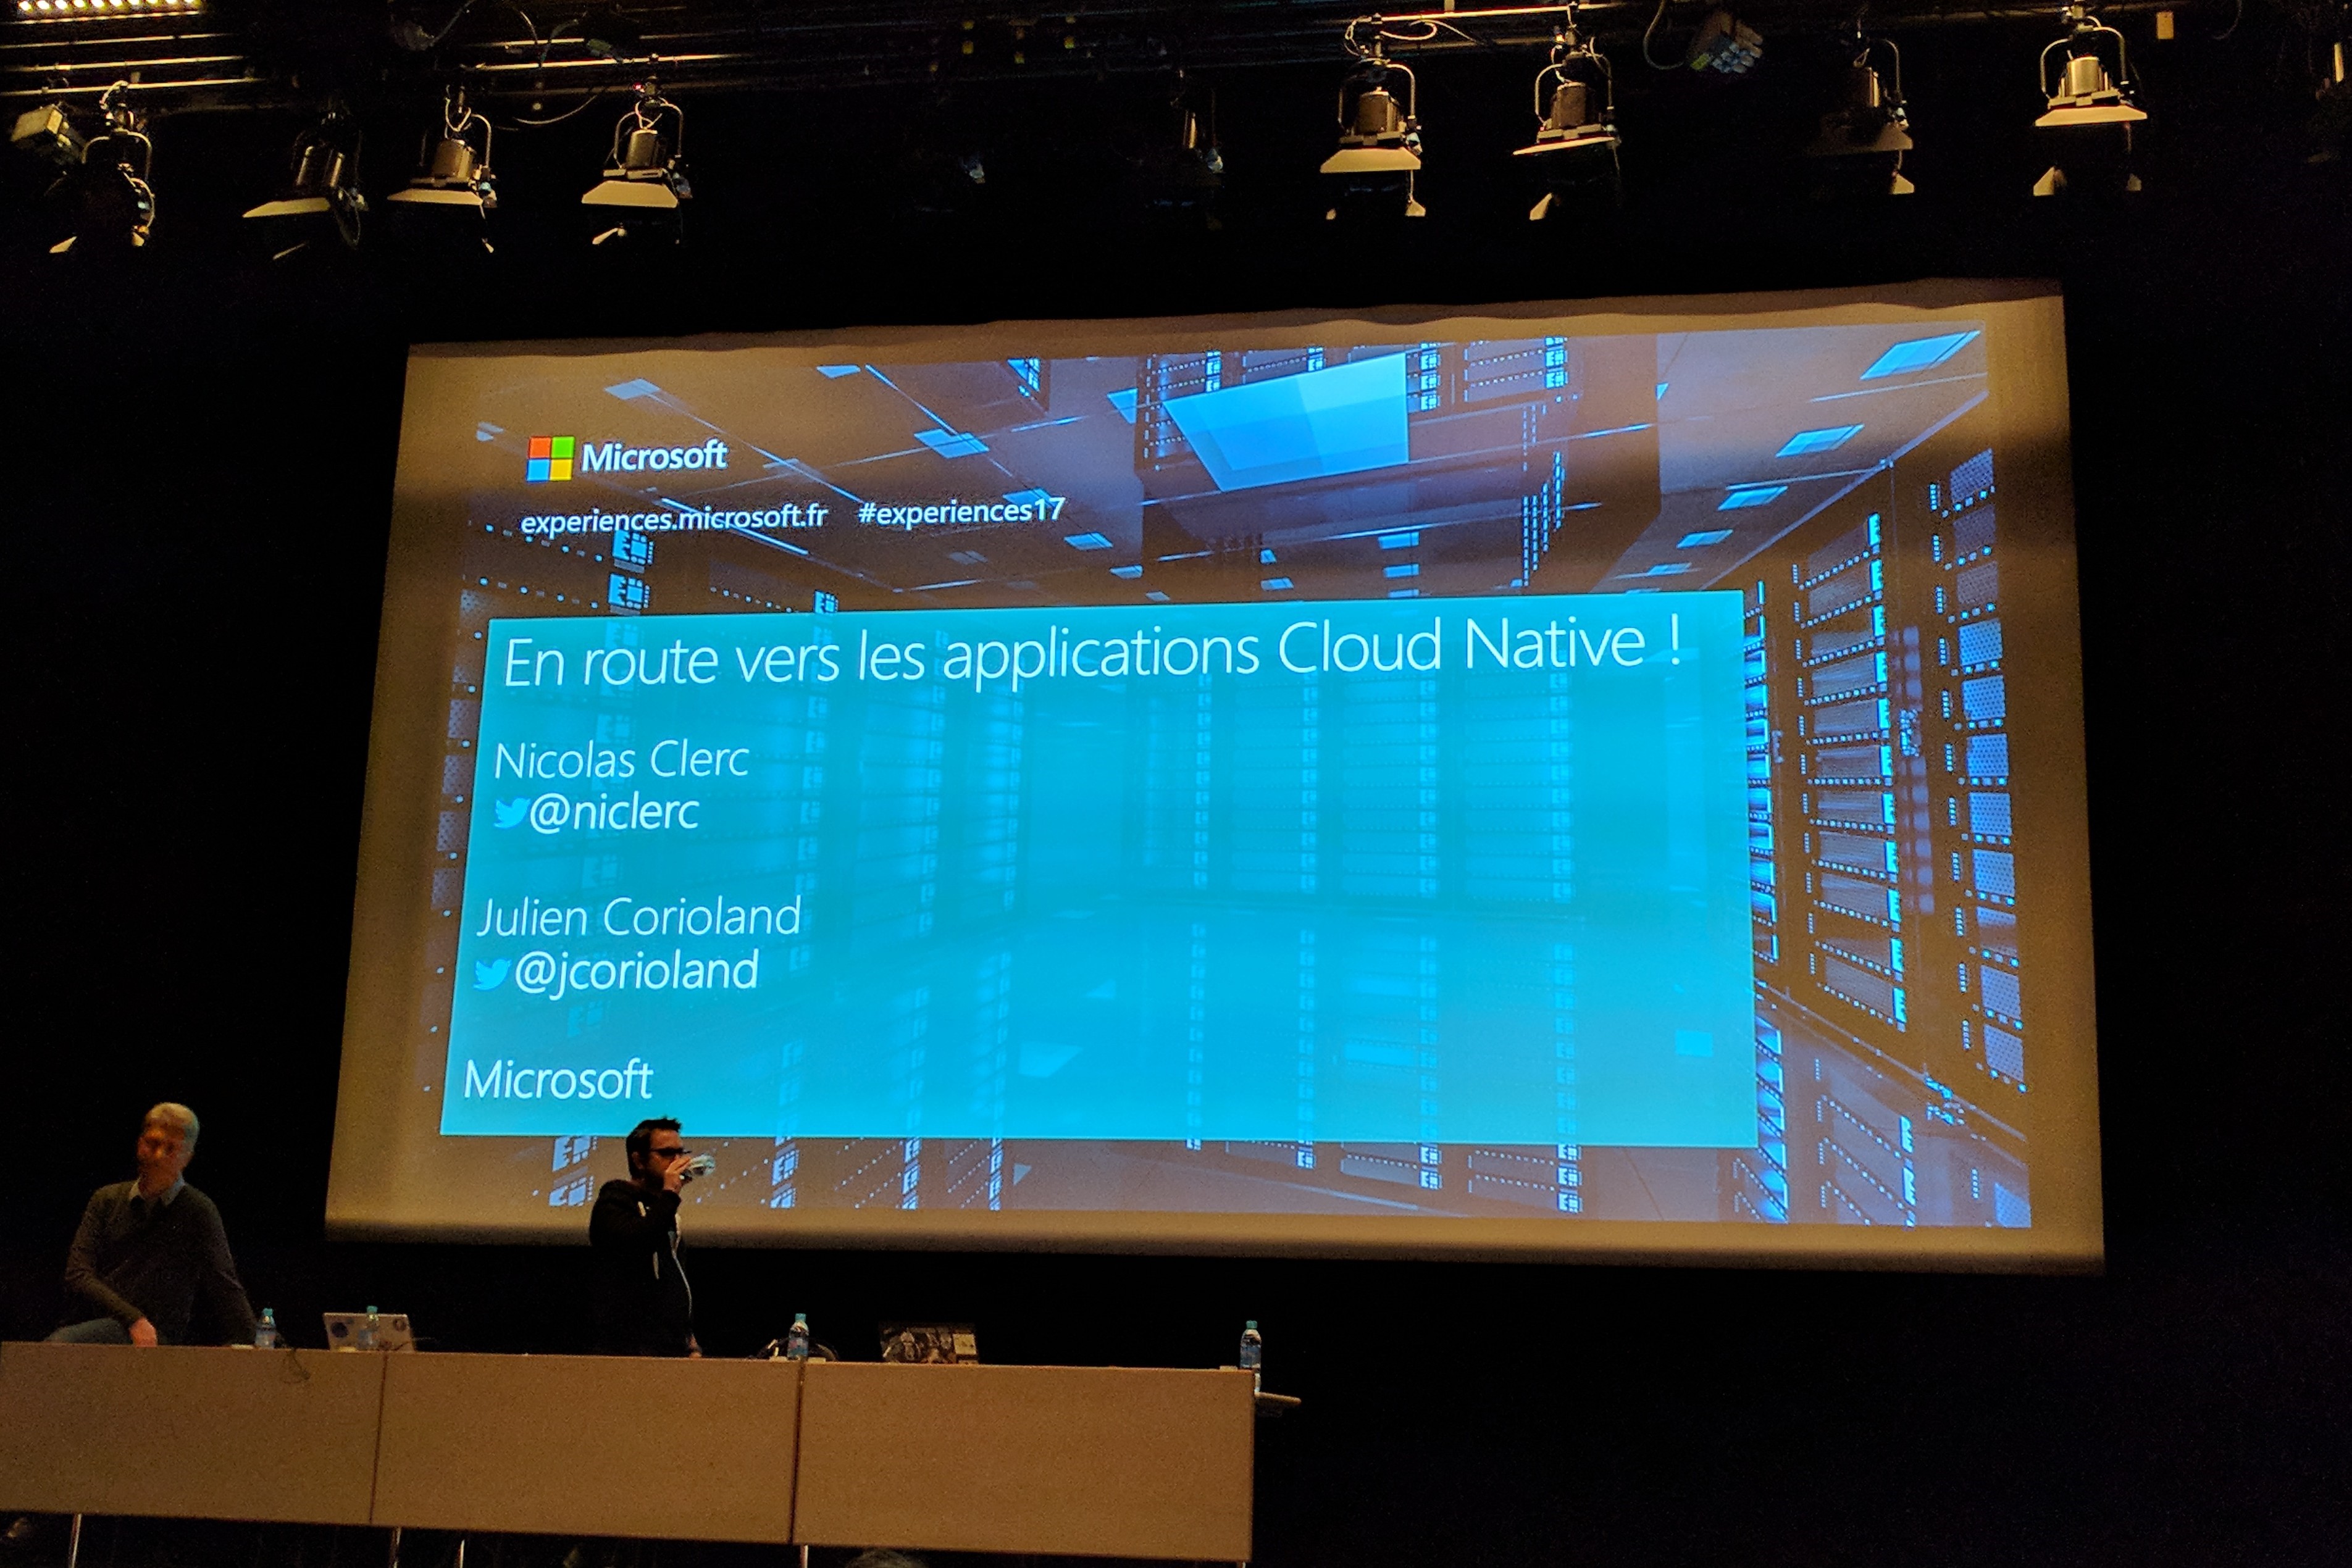 Microsoft
experiences.microsoft.fr #experiences17
En route vers les applications Cloud Native !
Nicolas Clerc
@niclerc
Julien Corioland
@jcorioland
Microsoft